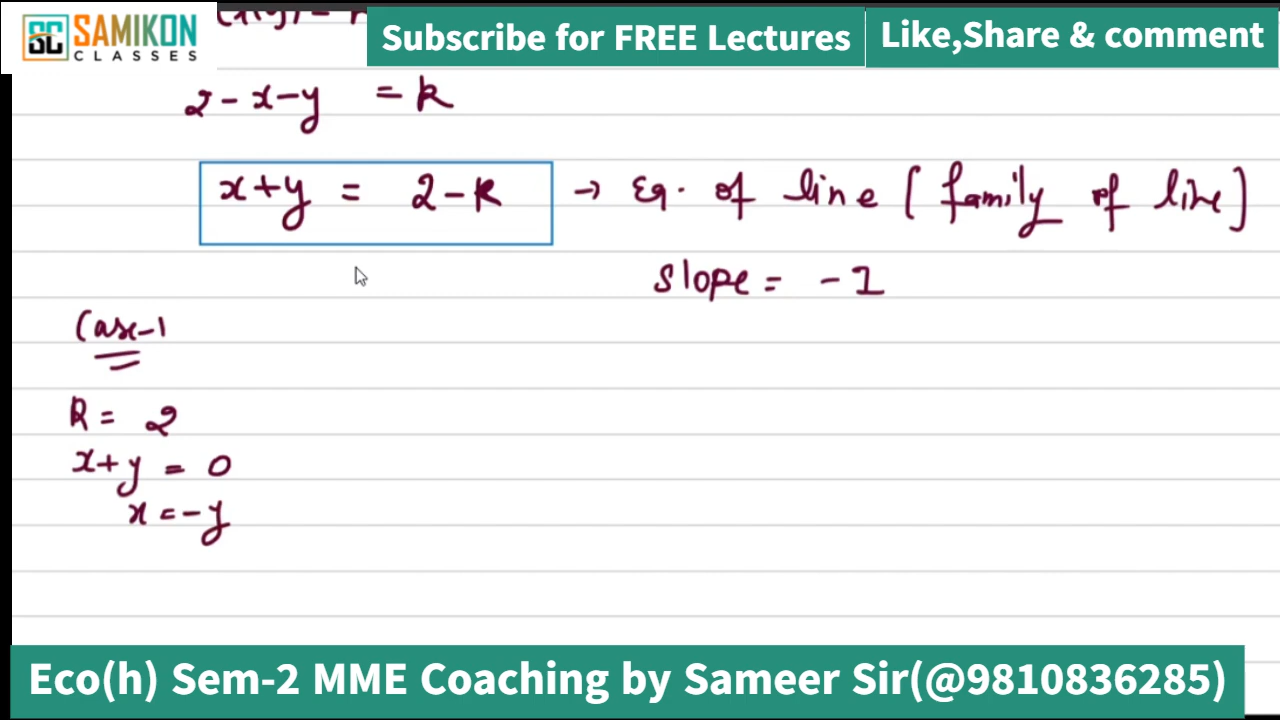 SC SAMIKON
CLASSES
Subscribe for FREE Lectures
Like,Share & comment
2 - x - y = k
x + y = 2 - k → Eq. of line (family of line)
slope = -1
Case-1
k = 2
x + y = 0
x = - y
Eco(h) Sem-2 MME Coaching by Sameer Sir(@9810836285)